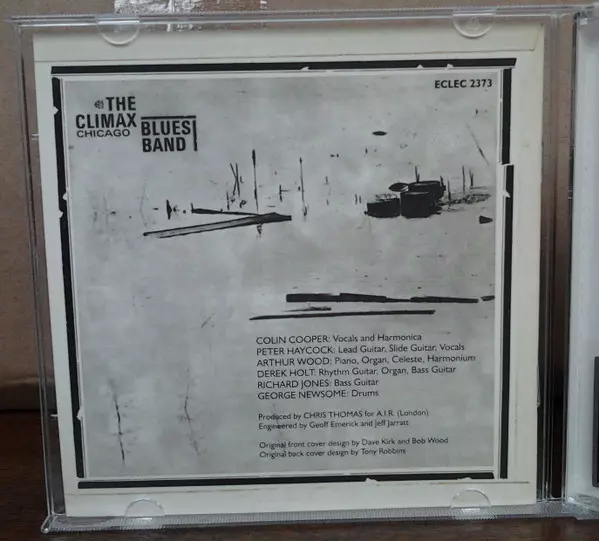 ECLEC 2373
THE
CLIMAX
CHICAGO
BLUES
BAND
COLIN COOPER: Vocals and Harmonica
PETER HAYCOCK: Lead Guitar, Slide Guitar, Vocals
ARTHUR WOOD: Piano, Organ, Celeste, Harmonium
DEREK HOLT: Rhythm Guitar, Organ, Bass Guitar
RICHARD JONES: Bass Guitar
GEORGE NEWSOME: Drums
Produced by CHRIS THOMAS for A.I.R. (London)
Engineered by Geoff Emerick and Jeff Jarratt
Original front cover design by Dave Kirk and Bob Wood
Original back cover design by Tony Robbins